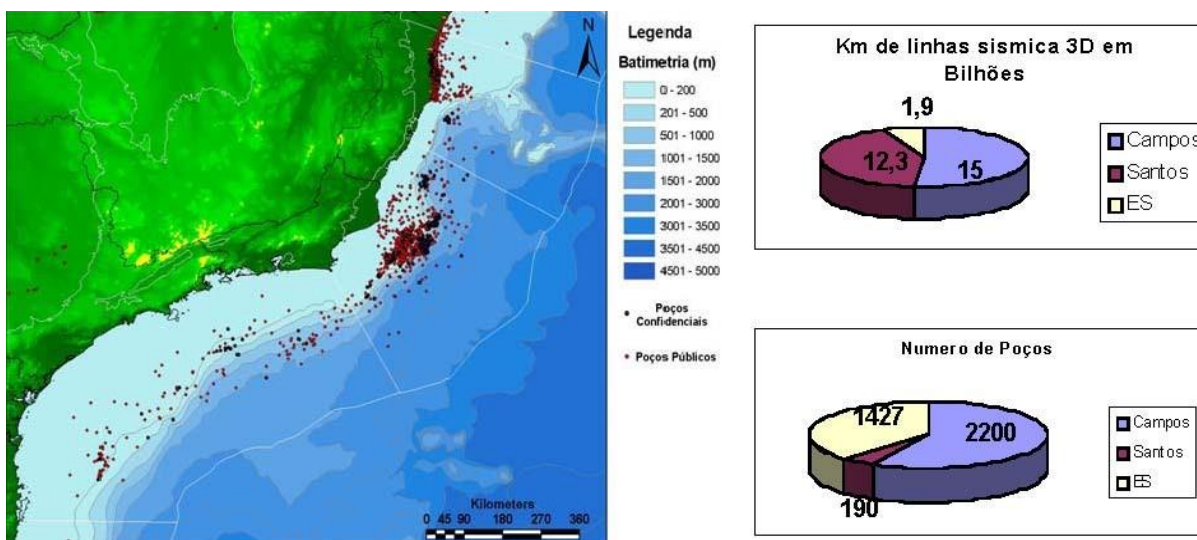 N
Legenda
Batimetria (m)
0 - 200
201 - 500
501 - 1000
1001 - 1500
1501 - 2000
2001 - 3000
3001 - 3500
3501 - 4500
4501 - 5000
Poços
Confidenciais
Poços Públicos
Kilometers
0 45 90 180 270 360
Km de linhas sismica 3D em
Bilhões
1,9
12,3
15
Campos
Santos
ES
Numero de Poços
1427
2200
190
Campos
Santos
ES